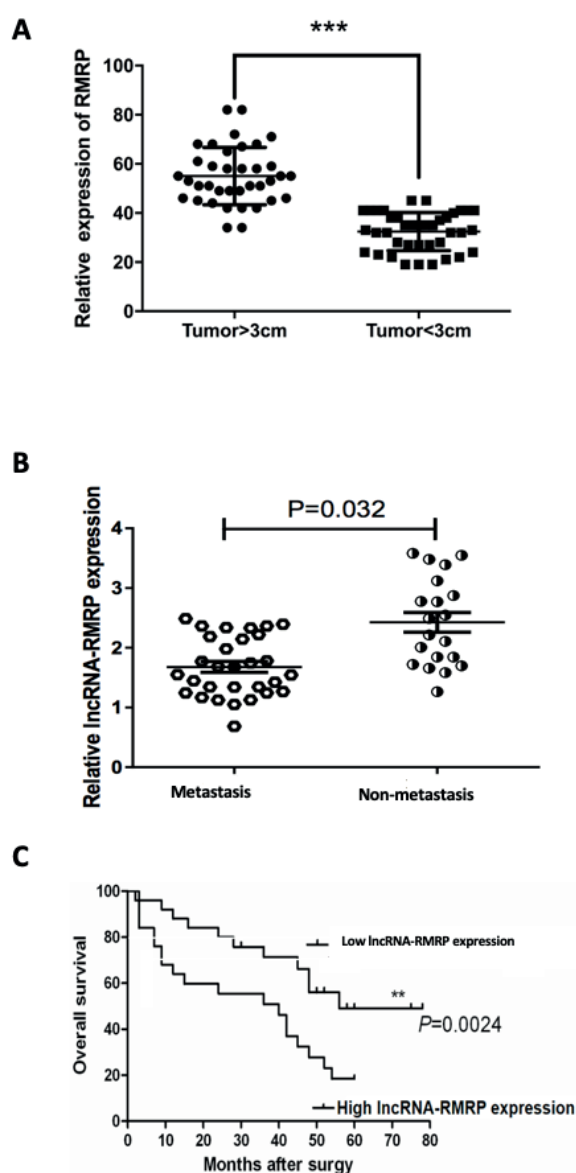 A
***
Relative expression of RMRP
100
80
60
40
20
0
Tumor>3cm
Tumor<3cm
B
P=0.032
Relative lncRNA-RMRP expression
4
3
2
1
0
Metastasis
Non-metastasis
C
Overall survival
100
80
60
40
20
0
Low lncRNA-RMRP expression
**
P=0.0024
High lncRNA-RMRP expression
0 10 20 30 40 50 60 70 80
Months after surgy